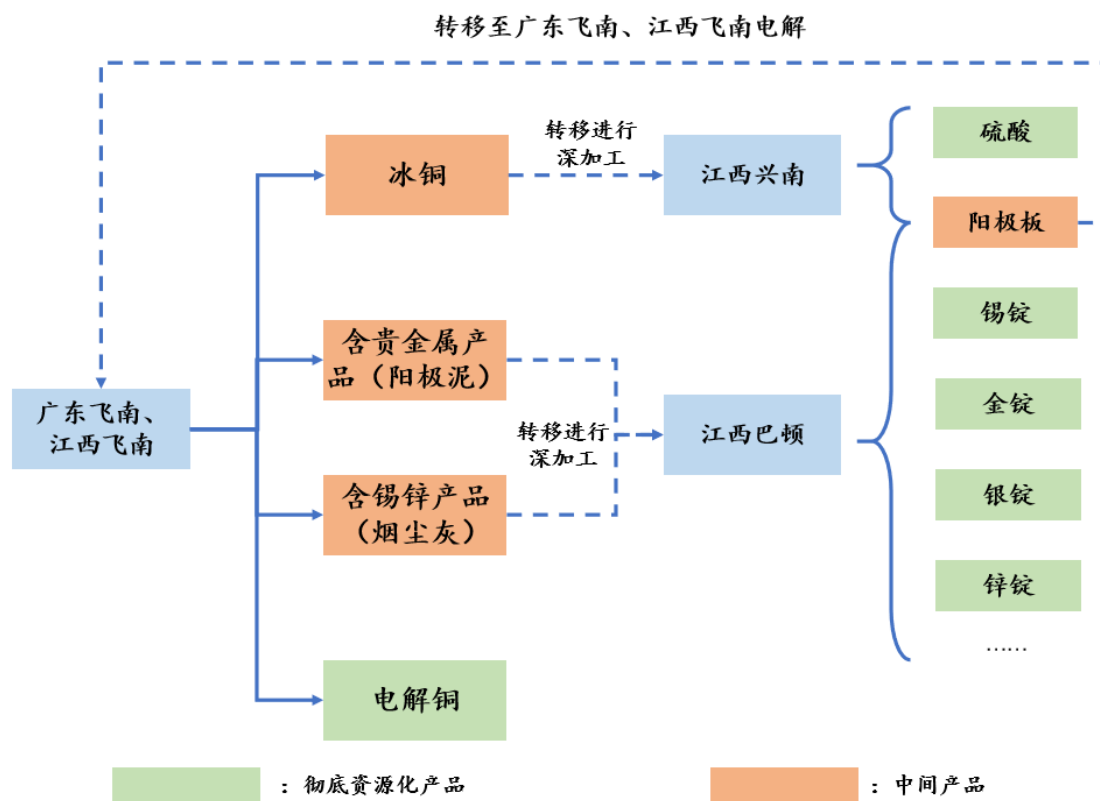 转移至广东飞南、江西飞南电解
冰铜
转移进行
深加工
江西兴南
硫酸
阳极板
锡锭
含贵金属产
品（阳极泥）
广东飞南、
江西飞南
转移进行
深加工
江西巴顿
金锭
含锡锌产品
（烟尘灰）
银锭
锌锭
……
电解铜
：彻底资源化产品
：中间产品